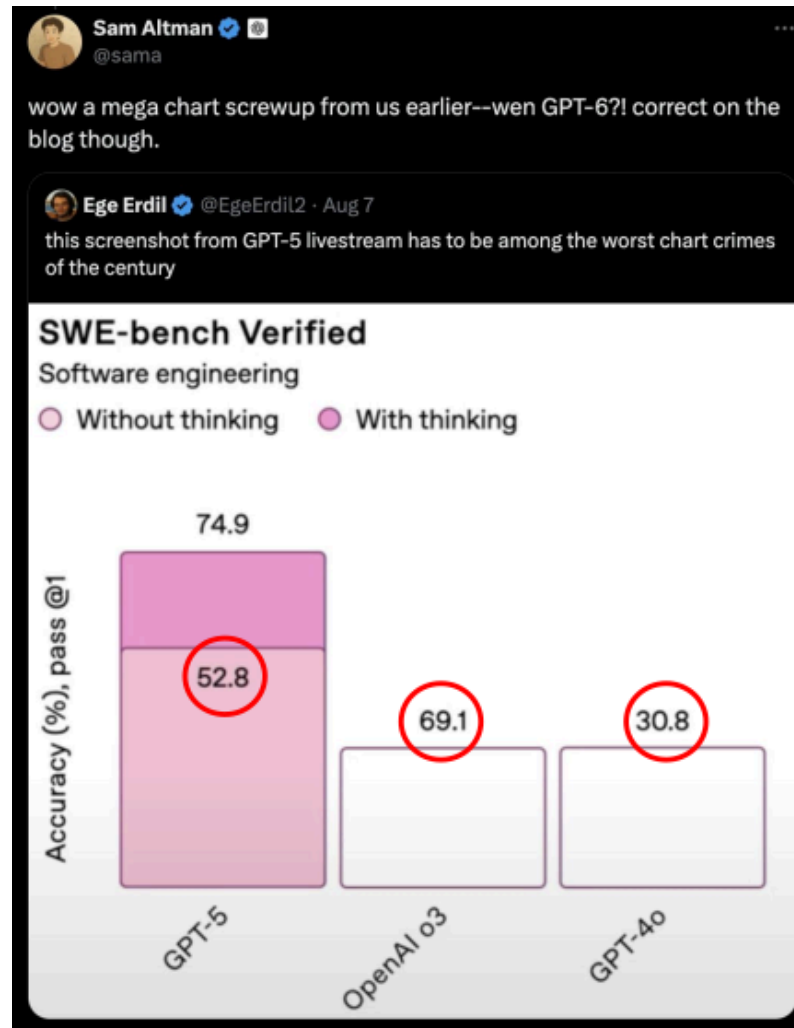 Sam Altman
@sama
wow a mega chart screwup from us earlier--wen GPT-6?! correct on the
blog though.
Ege Erdil @EgeErdil2 · Aug 7
this screenshot from GPT-5 livestream has to be among the worst chart crimes
of the century
SWE-bench Verified
Software engineering
Without thinking With thinking
Accuracy (%), pass @1
74.9
52.8
69.1
30.8
GPT-5
OpenAI o3
GPT-4o